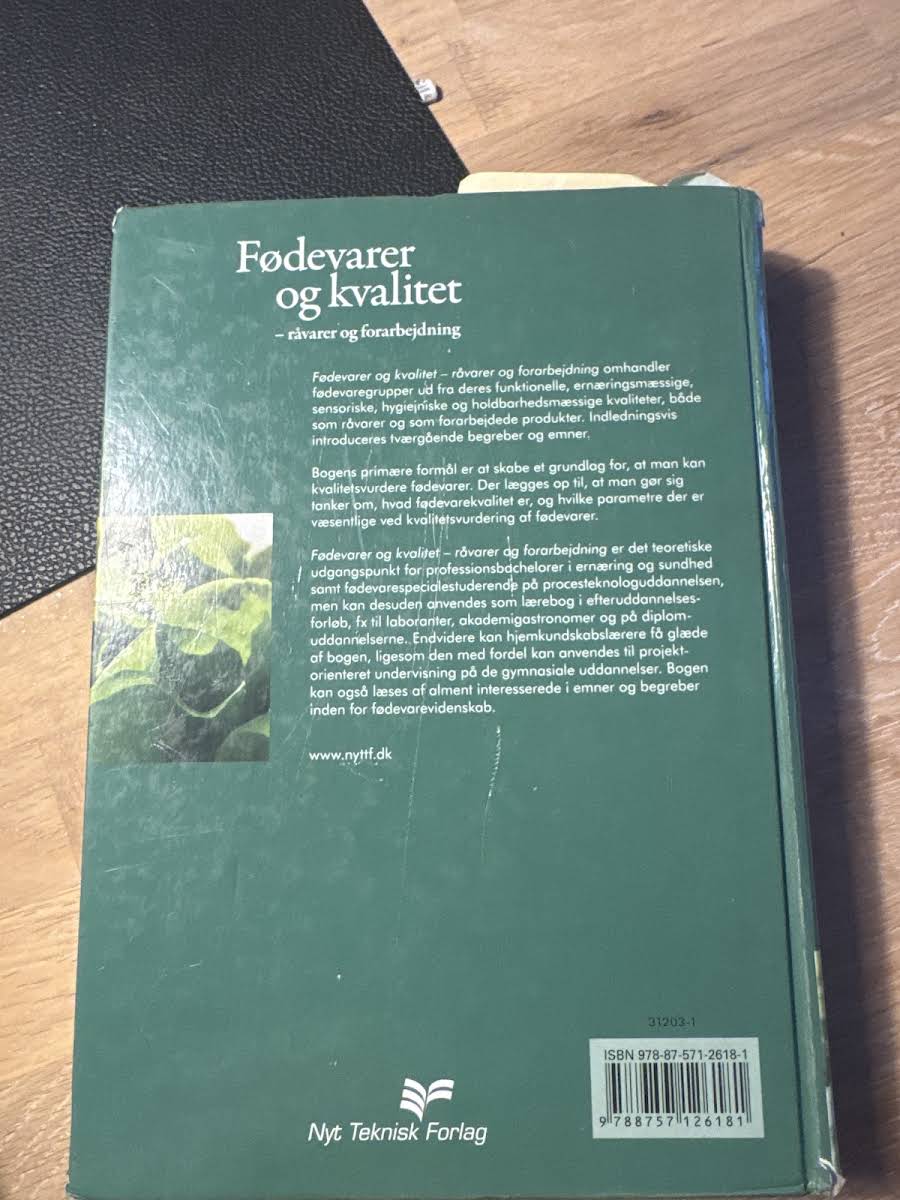 Fødevarer
og kvalitet
– råvarer og forarbejdning
Fødevarer og kvalitet – råvarer og forarbejdning omhandler
fødevaregrupper ud fra deres funktionelle, ernæringsmæssige,
sensoriske, hygiejniske og holdbarhedsmæssige kvaliteter, både
som råvarer og som forarbejdede produkter. Indledningsvis
introduceres tværgående begreber og emner.
Bogens primære formål er at skabe et grundlag for, at man kan
kvalitetsvurdere fødevarer. Der lægges op til, at man gør sig
tanker om, hvad fødevarekvalitet er, og hvilke parametre der er
væsentlige ved kvalitetsvurdering af fødevarer.
Fødevarer og kvalitet – råvarer og forarbejdning er det teoretiske
udgangspunkt for professionsbachelorer i ernæring og sundhed
samt fødevarespecialestuderende på procesteknologuddannelsen,
men kan desuden anvendes som lærebog i efteruddannelses-
forløb, fx til laboranter, akademigastronomer og på diplom-
uddannelserne. Endvidere kan hjemkundskabslærere få glæde
af bogen, ligesom den med fordel kan anvendes til projekt-
orienteret undervisning på de gymnasiale uddannelser. Bogen
kan også læses af alment interesserede i emner og begreber
inden for fødevarevidenskab.
www.nyttf.dk
31203-1
ISBN 978-87-571-2618-1
9 788757 126181
Nyt Teknisk Forlag